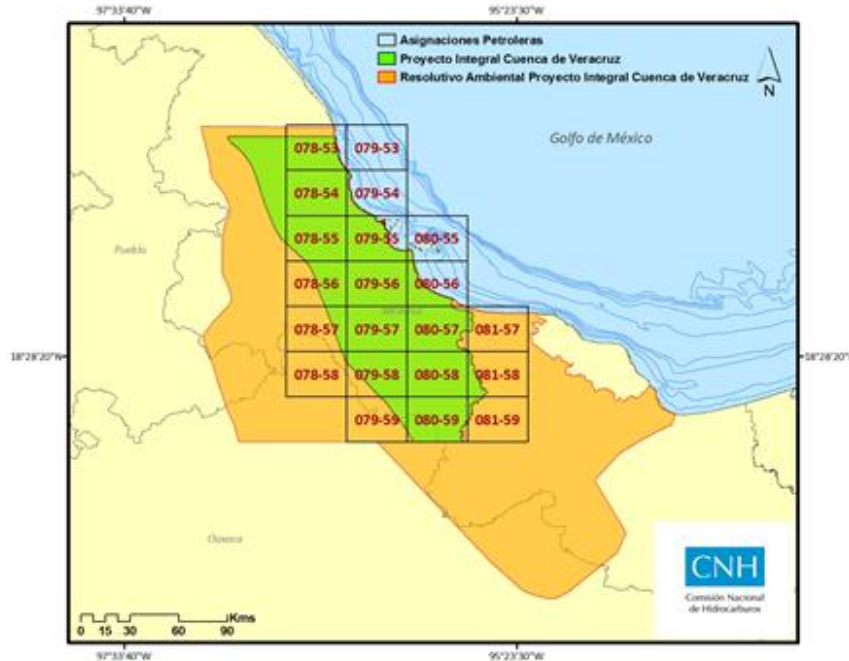 97°33'40"W 95°23'30"W
Asignaciones Petroleras
Proyecto Integral Cuenca de Veracruz
Resolutivo Ambiental Proyecto Integral Cuenca de Veracruz
N
Golfo de México
078-53 079-53
078-54 079-54
Puebla
078-55 079-55 080-55
078-56 079-56 080-56
078-57 079-57 080-57 081-57
18°28'20"N 18°28'20"N
078-58 079-58 080-58 081-58
079-59 080-59 081-59
Oaxaca
CNH
Comisión Nacional
de Hidrocarburos
Kms
0 15 30 60 90
97°33'40"W 95°23'30"W